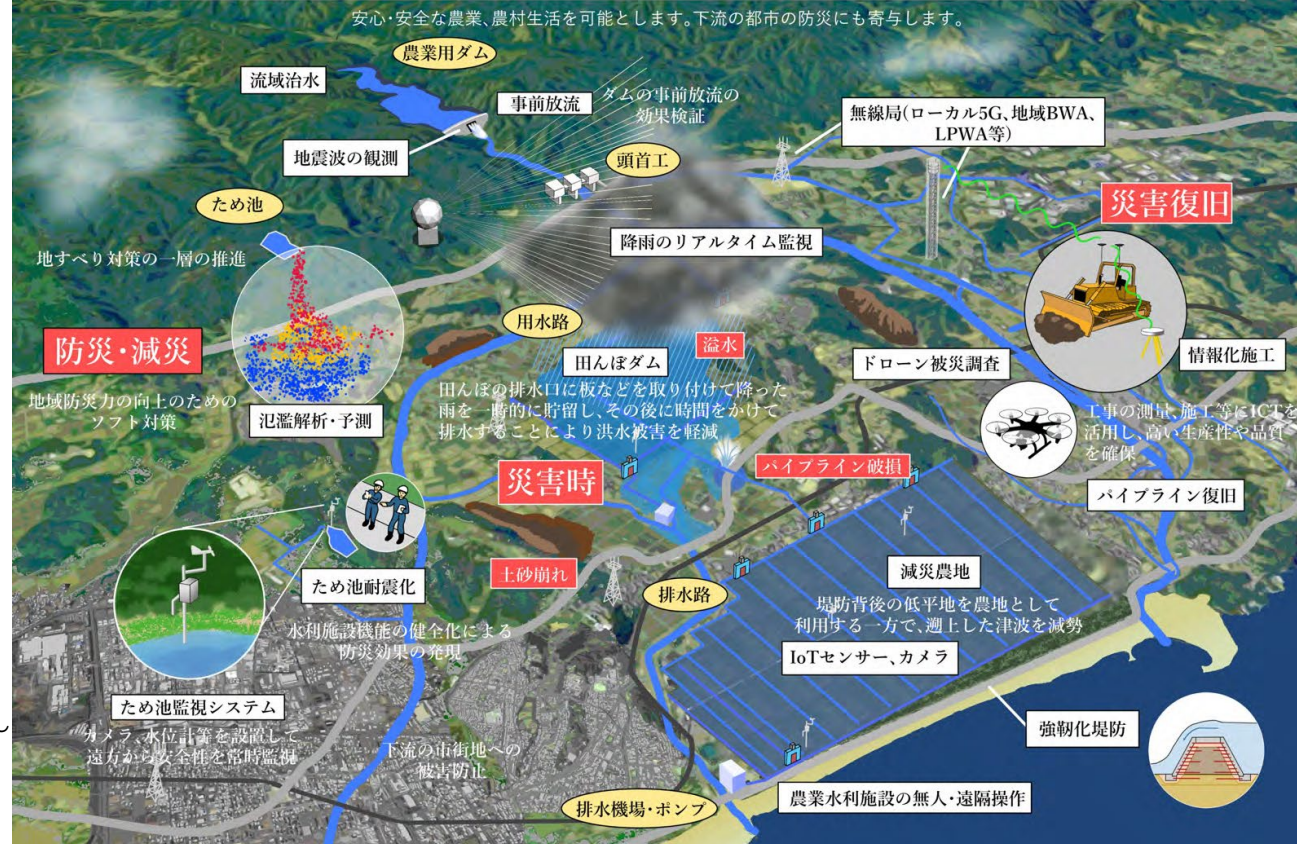 安心・安全な農業、農村生活を可能とします。下流の都市の防災にも寄与します。
農業用ダム
流域治水
事前放流
ダムの事前放流の
効果検証
無線局(ローカル5G、地域BWA、
LPWA等)
地震波の観測
頭首工
災害復旧
ため池
降雨のリアルタイム監視
地すべり対策の一層の推進
用水路
溢水
防災・減災
田んぼダム
ドローン被災調査
情報化施工
田んぼの排水口に板などを取り付けて降った
雨を一時的に貯留し、その後に時間をかけて
排水することにより洪水被害を軽減
地域防災力の向上のための
ソフト対策
氾濫解析・予測
工事の測量、施工等にICTを
活用し、高い生産性や品質
を確保
災害時
パイプライン破損
パイプライン復旧
土砂崩れ
減災農地
ため池耐震化
排水路
堤防背後の低平地を農地として
利用する一方で、遡上した津波を減勢
水利施設機能の健全化による
防災効果の発現
IoTセンサー、カメラ
ため池監視システム
カメラ、水位計等を設置して
遠方から安全性を常時監視
強靭化堤防
下流の市街地への
被害防止
排水機場・ポンプ
農業水利施設の無人・遠隔操作